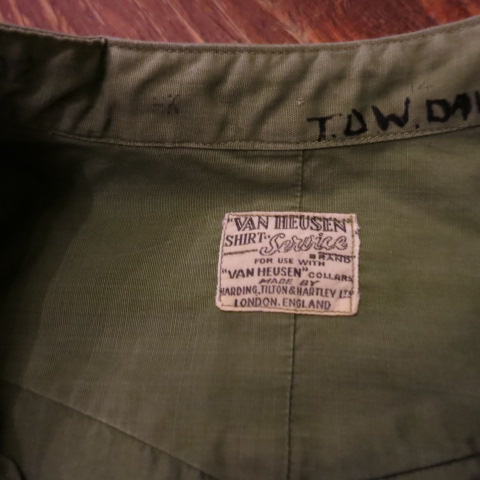 T.D W. DA
"VAN HEUSEN"
SHIRT "Service"
BRAND
FOR USE WITH
"VAN HEUSEN" COLLARS
MADE BY
HARDING, TILTON & HARTLEY LTD
LONDON, ENGLAND